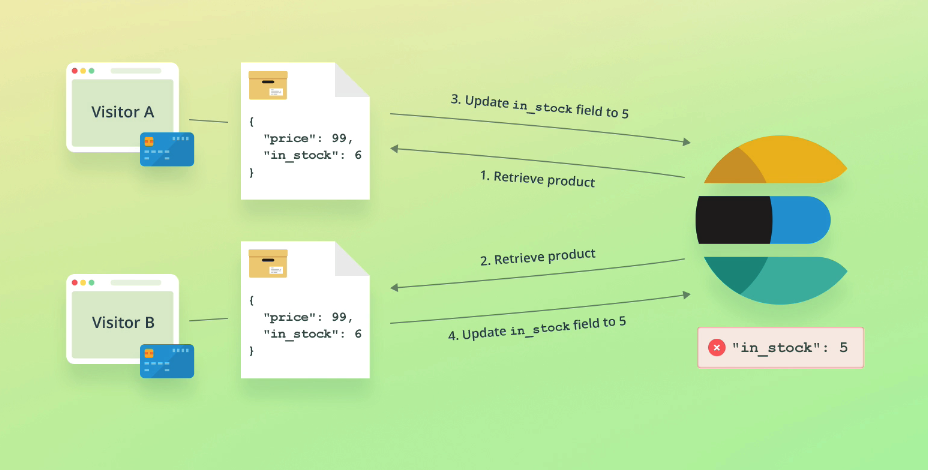 Visitor A
{
"price": 99,
"in_stock": 6
}
3. Update in_stock field to 5
1. Retrieve product
Visitor B
{
"price": 99,
"in_stock": 6
}
2. Retrieve product
4. Update in_stock field to 5
"in_stock": 5